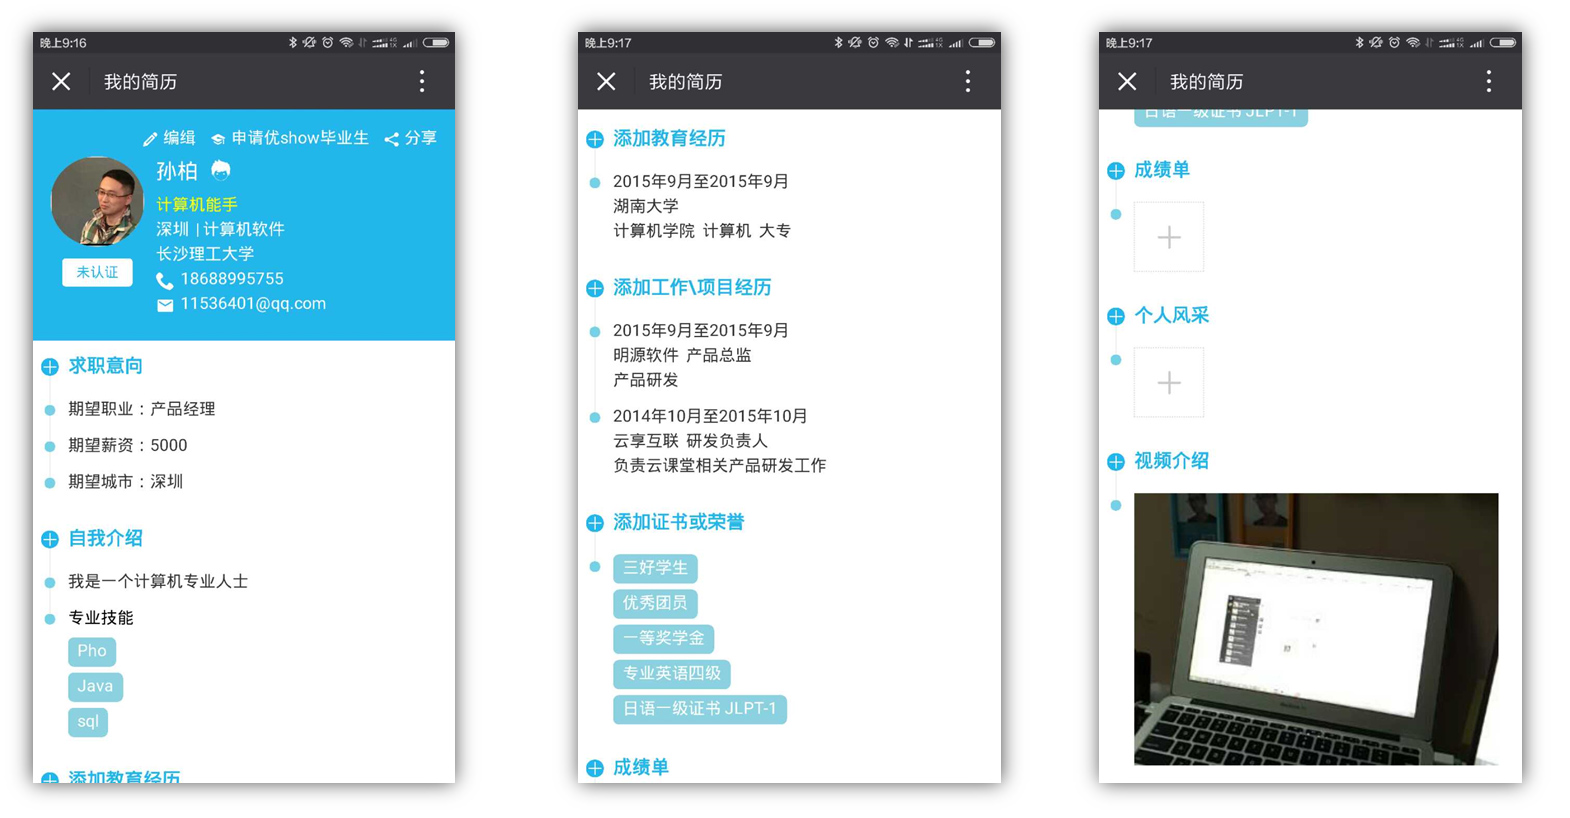 晚上9:16
我的简历
编缉 申请优show毕业生 分享
孙柏
计算机能手
深圳 | 计算机软件
长沙理工大学
未认证
18688995755
11536401@qq.com
求职意向
期望职业：产品经理
期望薪资：5000
期望城市：深圳
自我介绍
我是一个计算机专业人士
专业技能
Pho
Java
sql
添加教育经历
晚上9:17
我的简历
添加教育经历
2015年9月至2015年9月
湖南大学
计算机学院 计算机 大专
添加工作\项目经历
2015年9月至2015年9月
明源软件 产品总监
产品研发
2014年10月至2015年10月
云享互联 研发负责人
负责云课堂相关产品研发工作
添加证书或荣誉
三好学生
优秀团员
一等奖学金
专业英语四级
日语一级证书 JLPT-1
成绩单
晚上9:17
我的简历
日语一级证书 JLPT-1
成绩单
个人风采
视频介绍